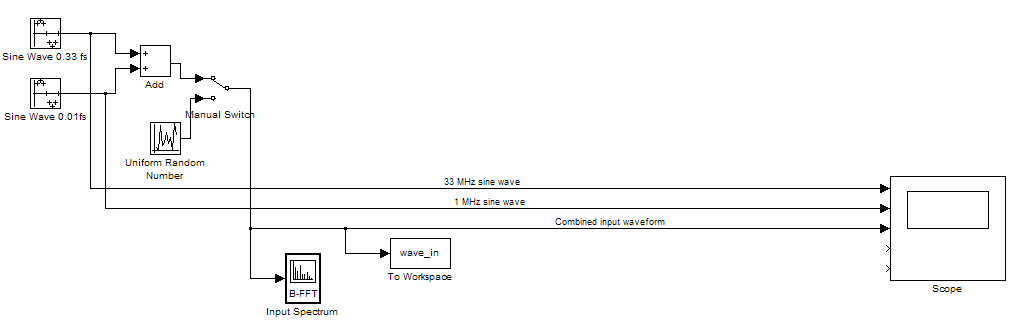 Sine Wave 0.33 fs
+
+
Add
Sine Wave 0.01fs
Manual Switch
Uniform Random
Number
33 MHz sine wave
1 MHz sine wave
Combined input waveform
wave_in
To Workspace
B-FFT
Input Spectrum
Scope